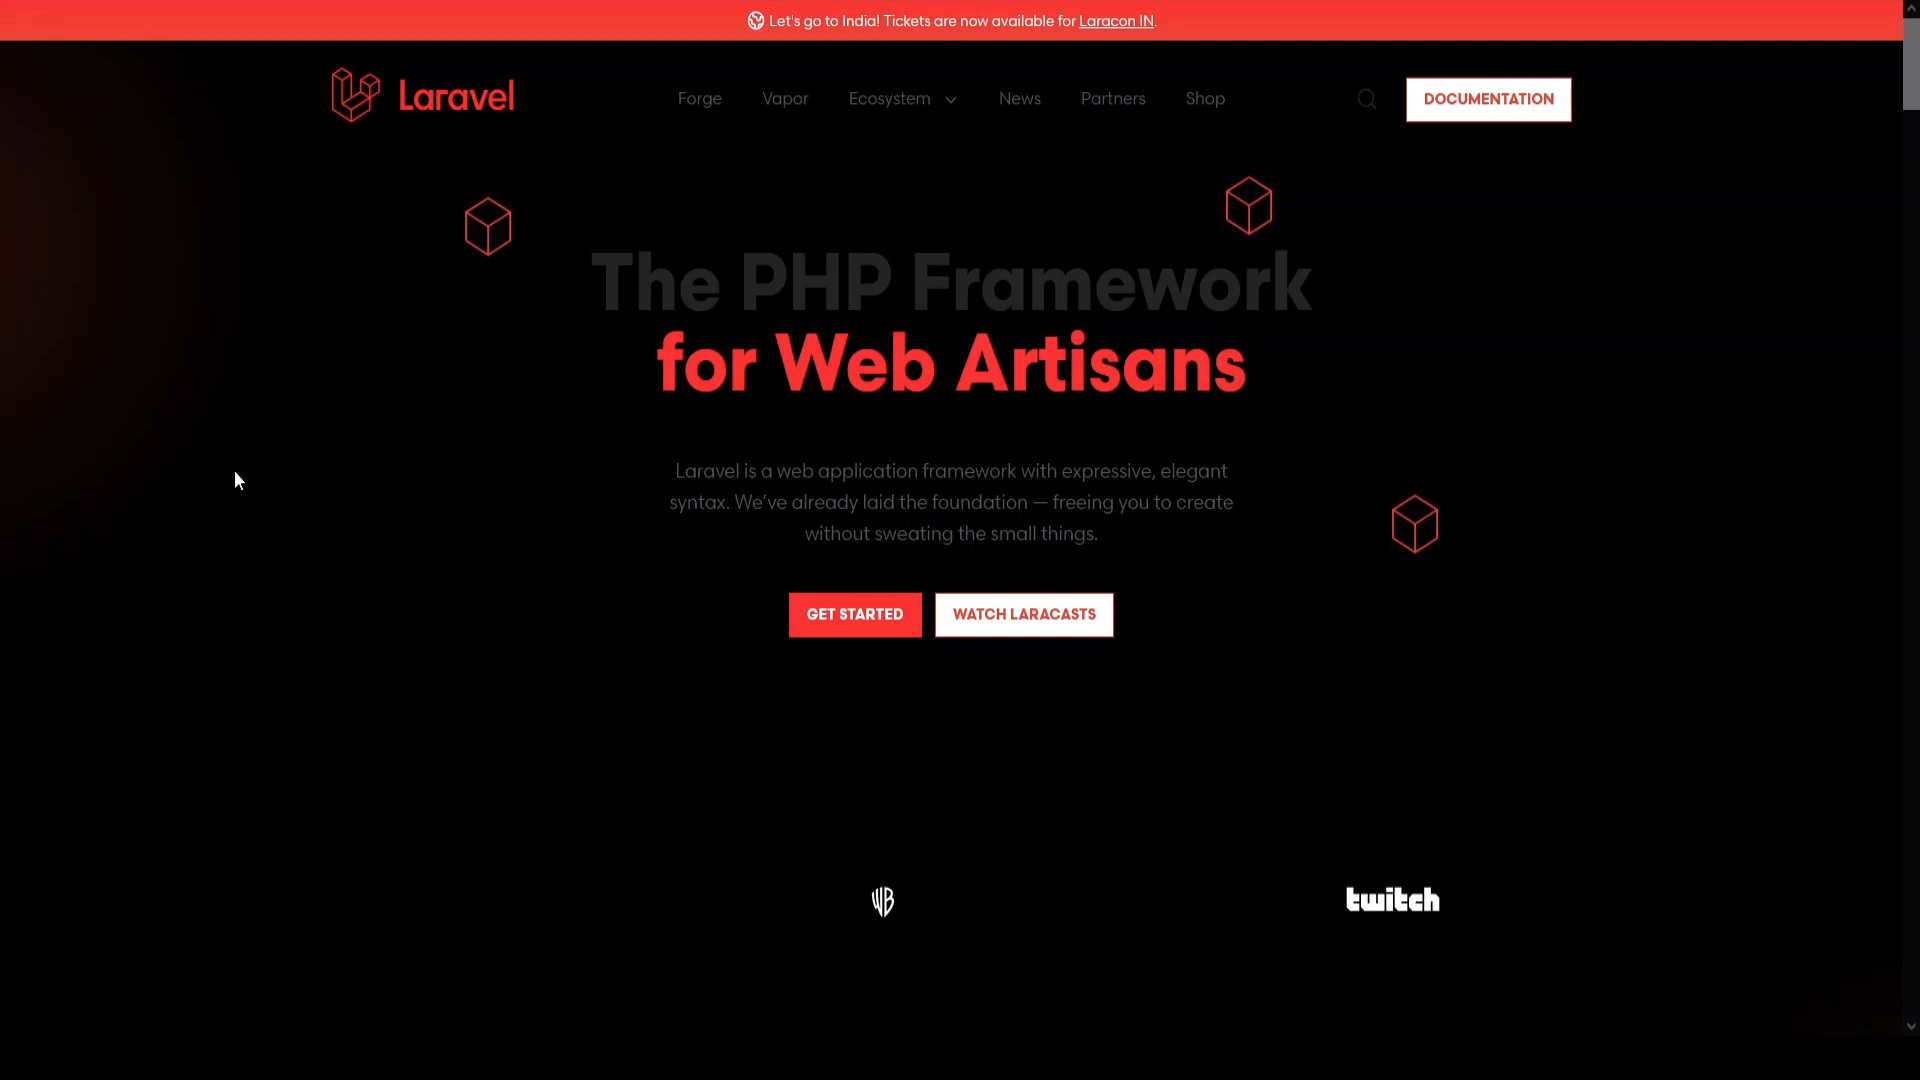 Let's go to India! Tickets are now available for Laracon IN.
Laravel
Forge Vapor Ecosystem News Partners Shop
DOCUMENTATION
The PHP Framework
for Web Artisans
Laravel is a web application framework with expressive, elegant
syntax. We've already laid the foundation — freeing you to create
without sweating the small things.
GET STARTED WATCH LARACASTS
WB twitch